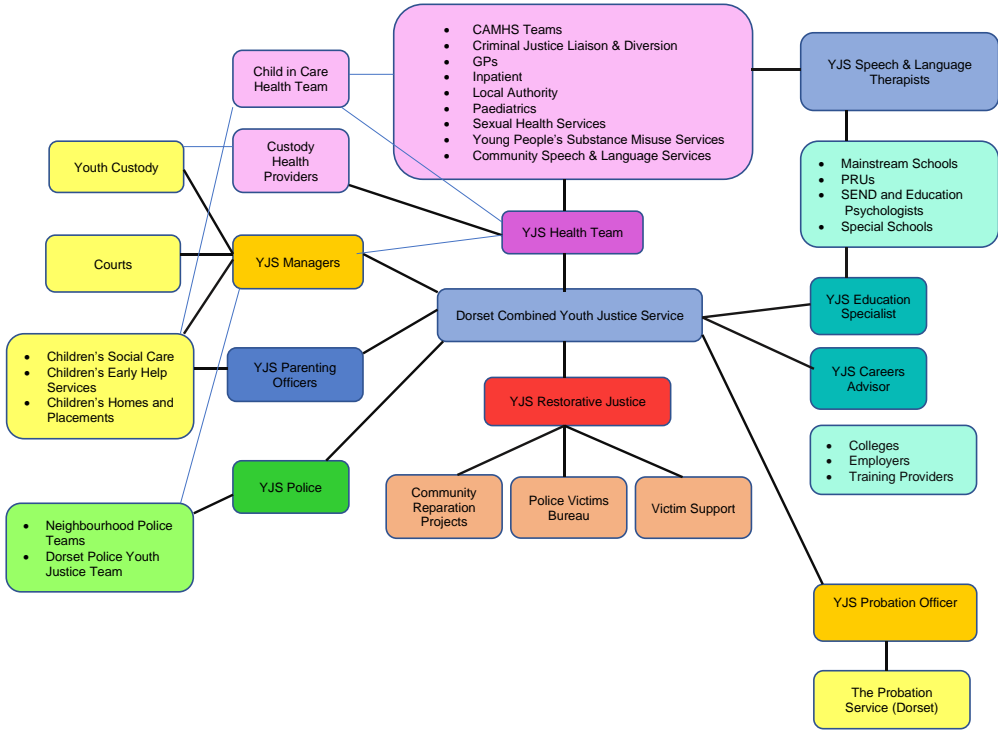 • CAMHS Teams
• Criminal Justice Liaison & Diversion
• GPs
• Inpatient
• Local Authority
• Paediatrics
• Sexual Health Services
• Young People's Substance Misuse Services
• Community Speech & Language Services
Child in Care
Health Team
YJS Speech & Language
Therapists
Custody
Health
Providers
Youth Custody
• Mainstream Schools
• PRUs
• SEND and Education
Psychologists
• Special Schools
YJS Health Team
Courts
YJS Managers
YJS Education
Specialist
Dorset Combined Youth Justice Service
• Children's Social Care
• Children's Early Help
Services
• Children's Homes and
Placements
YJS Parenting
Officers
YJS Careers
Advisor
YJS Restorative Justice
• Colleges
• Employers
• Training Providers
YJS Police
Community
Reparation
Projects
Police Victims
Bureau
Victim Support
• Neighbourhood Police
Teams
• Dorset Police Youth
Justice Team
YJS Probation Officer
The Probation
Service (Dorset)